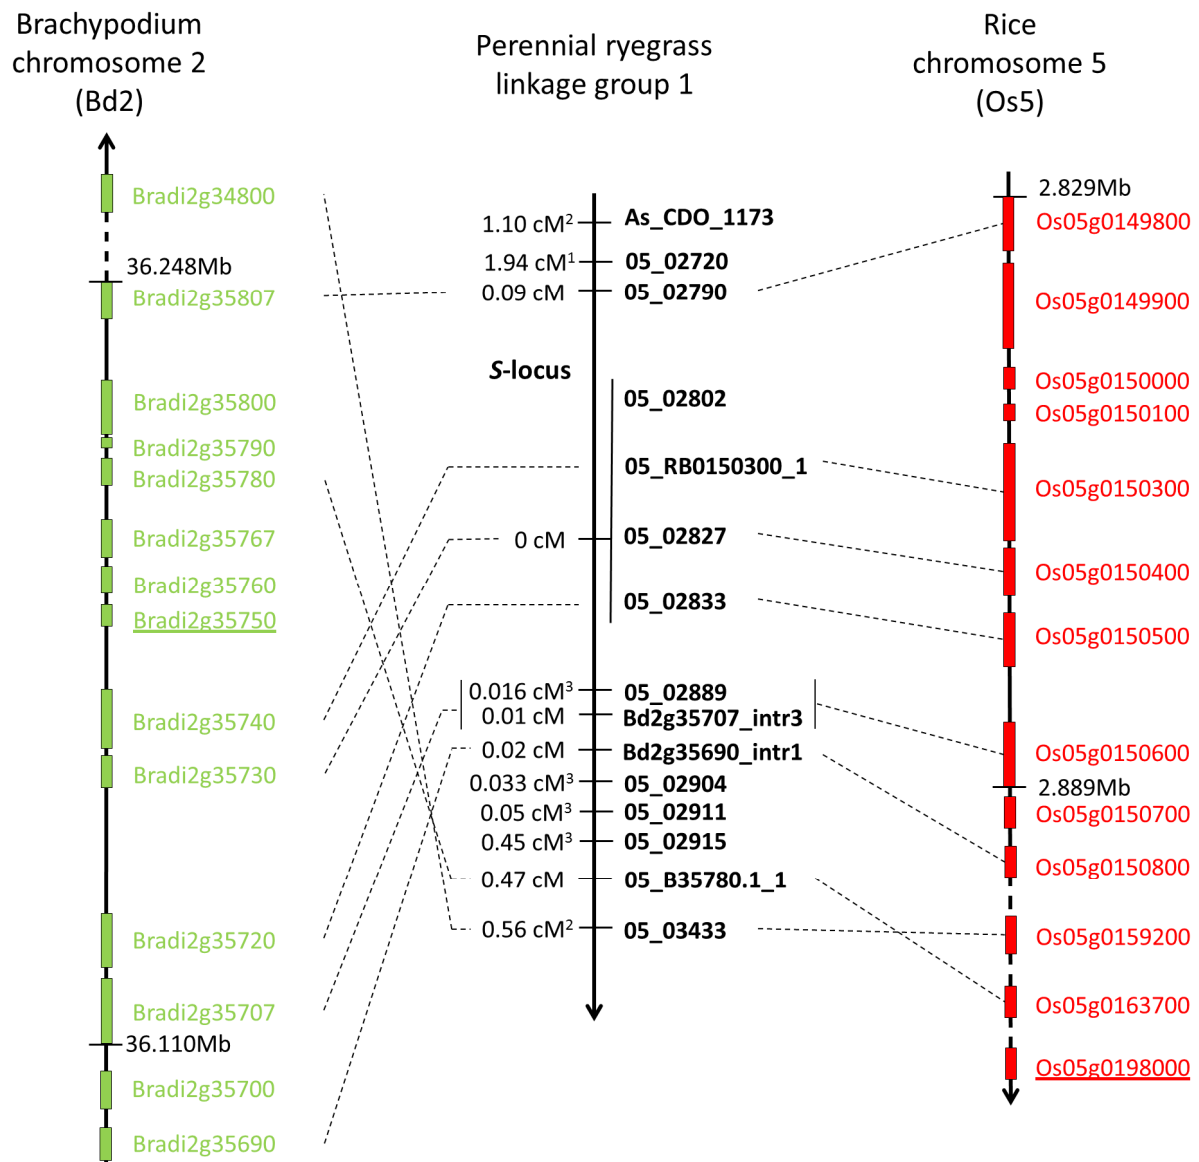 Brachypodium
chromosome 2
(Bd2)
Bradi2g34800
36.248Mb
Bradi2g35807
Bradi2g35800
Bradi2g35790
Bradi2g35780
Bradi2g35767
Bradi2g35760
Bradi2g35750
Bradi2g35740
Bradi2g35730
Bradi2g35720
Bradi2g35707
36.110Mb
Bradi2g35700
Bradi2g35690
Perennial ryegrass
linkage group 1
1.10 cM² As_CDO_1173
1.94 cM¹ 05_02720
0.09 cM 05_02790
S-locus
05_02802
05_RB0150300_1
0 cM 05_02827
05_02833
0.016 cM³ 05_02889
0.01 cM Bd2g35707_intr3
0.02 cM Bd2g35690_intr1
0.033 cM³ 05_02904
0.05 cM³ 05_02911
0.45 cM³ 05_02915
0.47 cM 05_B35780.1_1
0.56 cM² 05_03433
Rice
chromosome 5
(Os5)
2.829Mb
Os05g0149800
Os05g0149900
Os05g0150000
Os05g0150100
Os05g0150300
Os05g0150400
Os05g0150500
Os05g0150600
2.889Mb
Os05g0150700
Os05g0150800
Os05g0159200
Os05g0163700
Os05g0198000